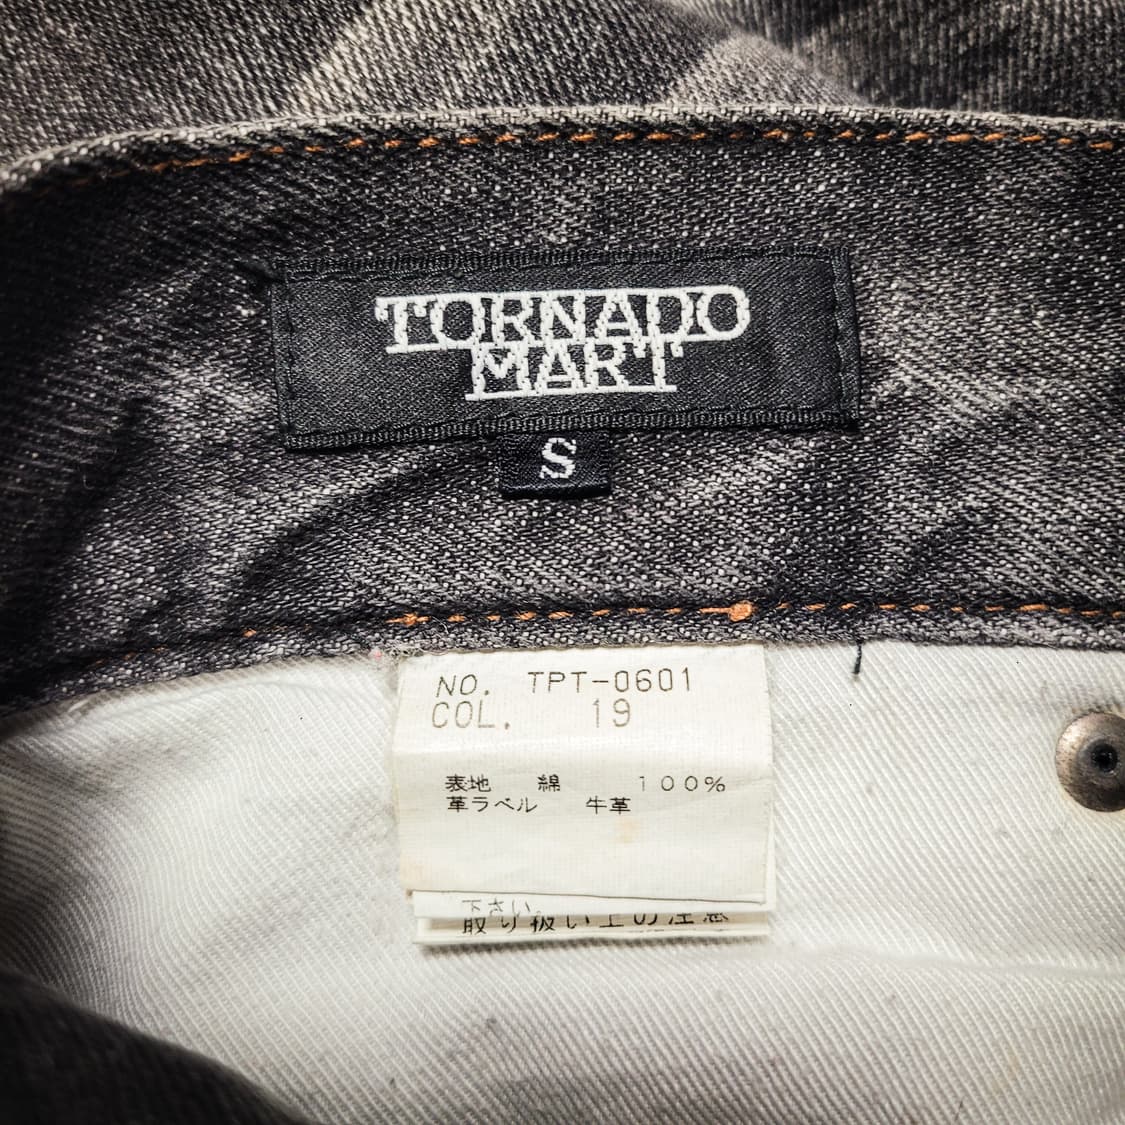 TORNADO
MART
S
NO. TPT-0601
COL. 19
表地 綿 100%
革ラベル 牛革
下さい。
取り扱い上の注意